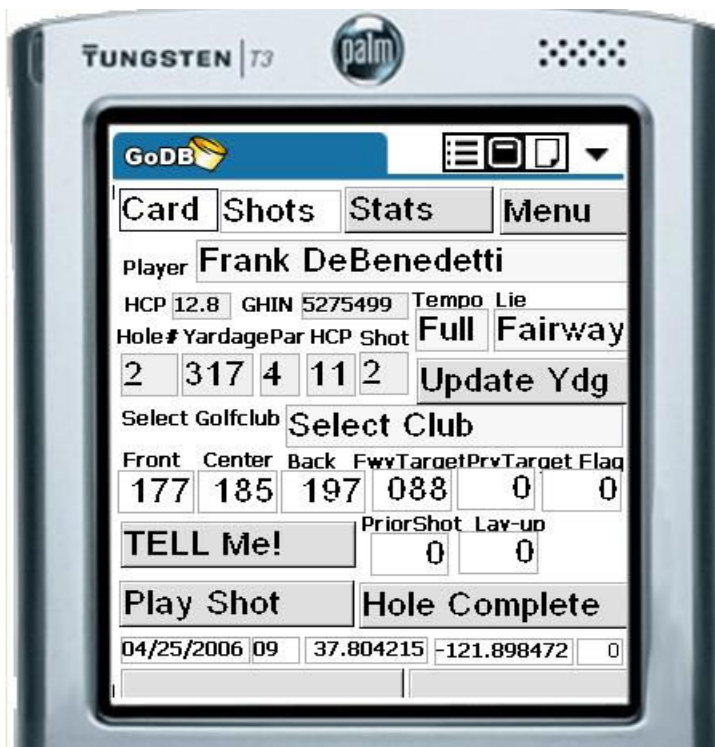 TUNGSTEN | T3
palm
GoDB
Card Shots Stats Menu
Player Frank DeBenedetti
HCP 12.8 GHIN 5275499 Tempo Lie
Full Fairway
Hole# Yardage Par HCP Shot
2 317 4 11 2 Update Ydg
Select Golfclub Select Club
Front Center Back FwyTarget PrvTarget Flag
177 185 197 088 0 0
TELL Me! PriorShot Lay-up
0 0
Play Shot Hole Complete
04/25/2006 09 37.804215 -121.898472 0